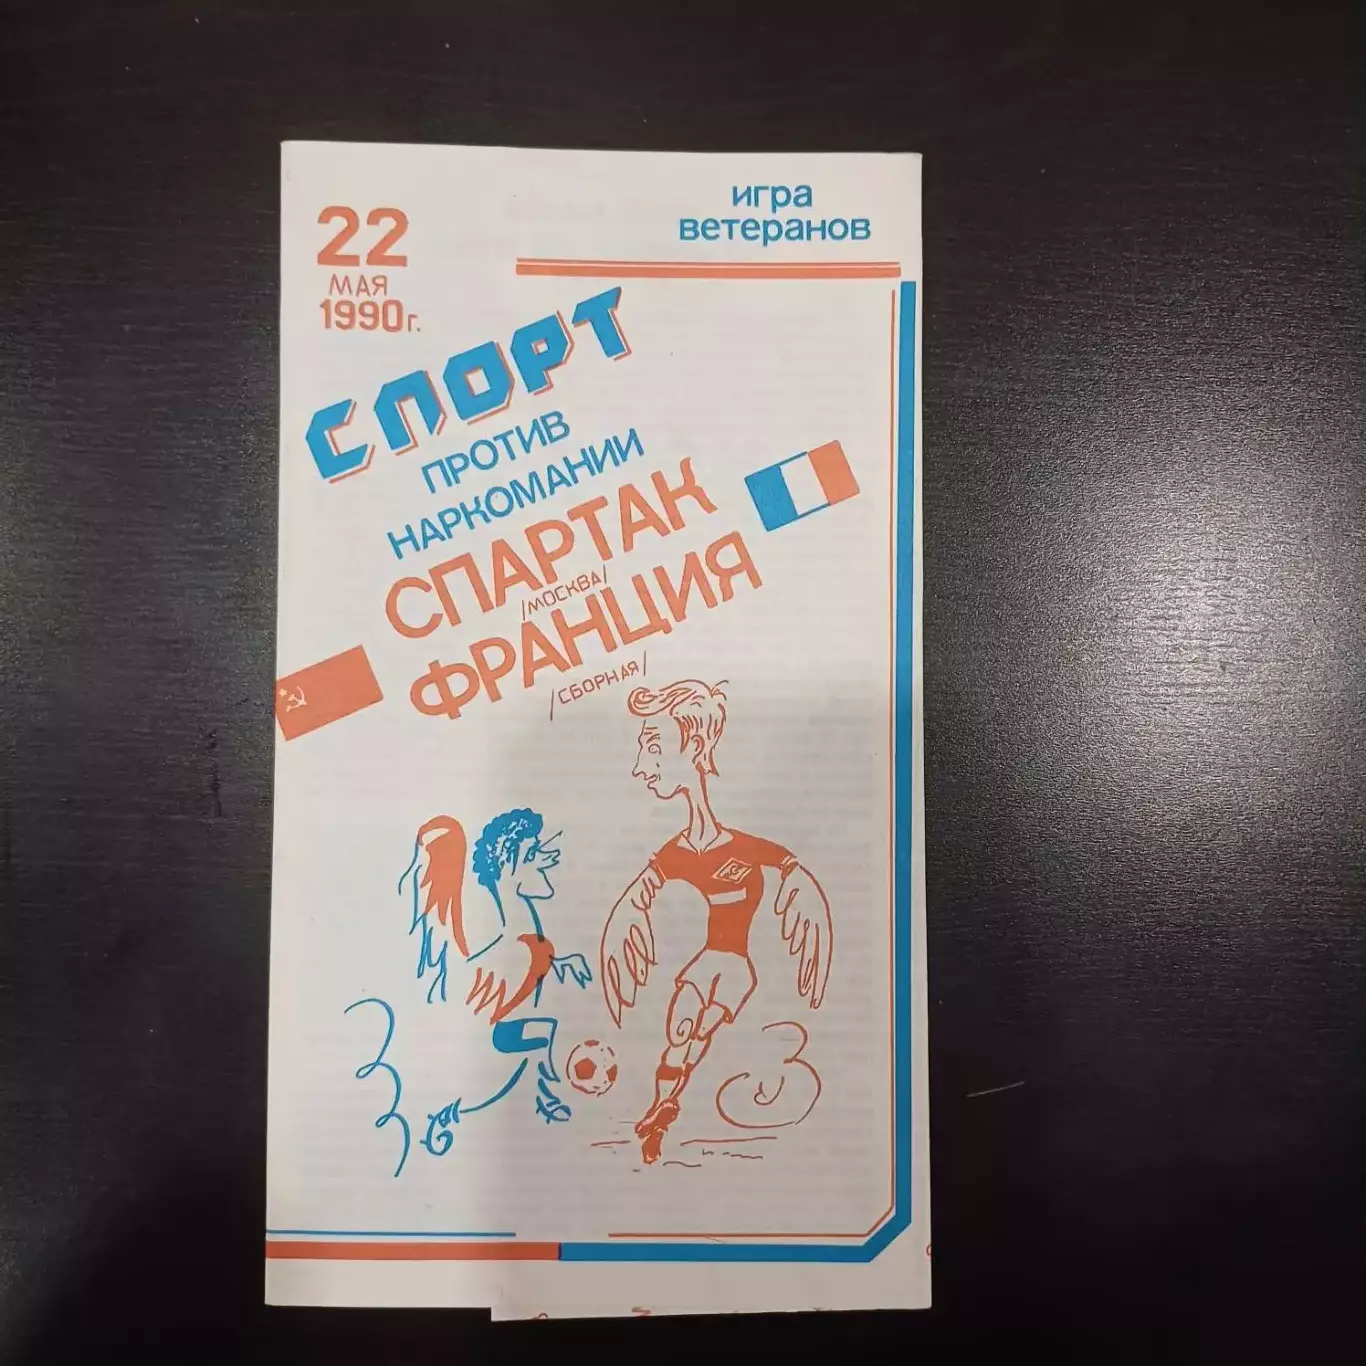 22
МАЯ
1990г.
игра
ветеранов
СПОРТ
ПРОТИВ
НАРКОМАНИИ
СПАРТАК
/МОСКВА/
ФРАНЦИЯ
/СБОРНАЯ/